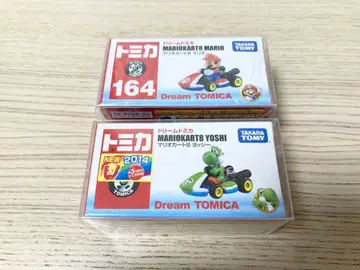 トミカ
164
ドリームトミカ
MARIOKART8 MARIO
マリオカート8 マリオ
TAKARA TOMY
Dream TOMICA
トミカ
NEW
2014
TOMICA
ドリームトミカ
MARIOKART8 YOSHI
マリオカート8 ヨッシー
TAKARA TOMY
Dream TOMICA